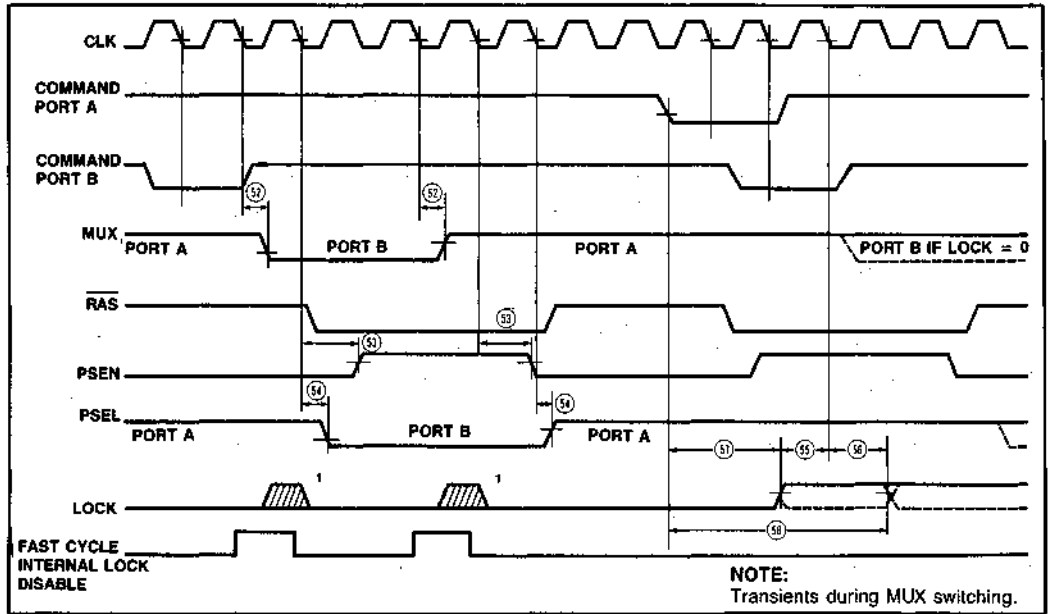 CLK
COMMAND
PORT A
COMMAND
PORT B
52
52
MUX
PORT A
PORT B
PORT A
PORT B IF LOCK = 0
RAS
53
53
PSEN
54
54
PSEL
PORT A
PORT B
PORT A
57
55
56
1
1
LOCK
58
FAST CYCLE
INTERNAL LOCK
DISABLE
NOTE:
Transients during MUX switching.